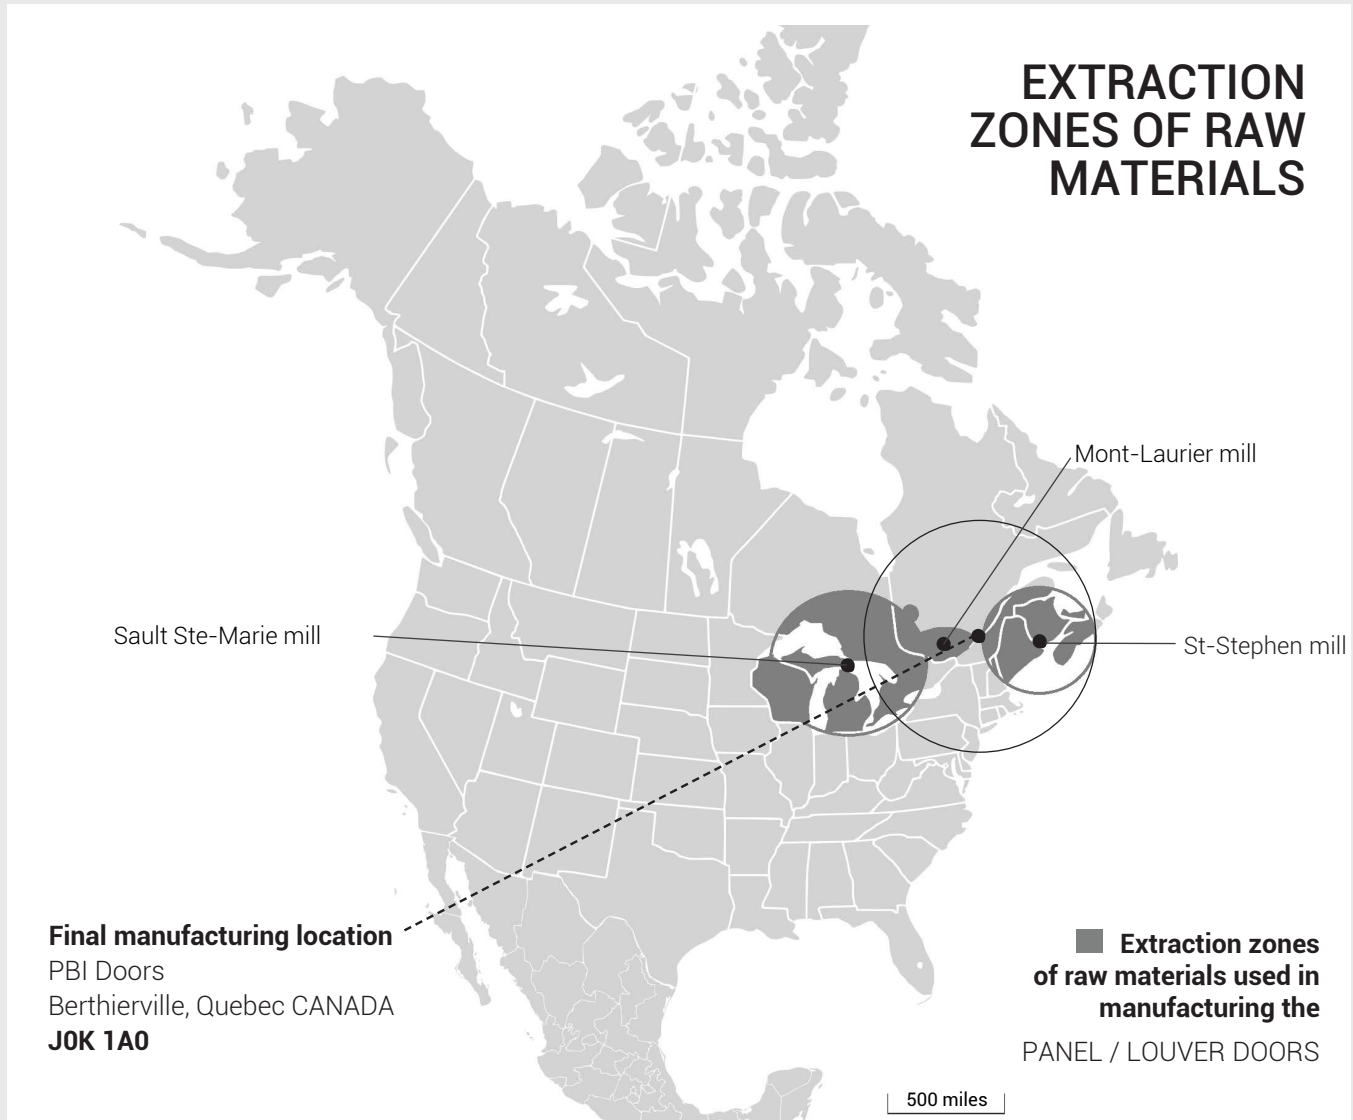 EXTRACTION
ZONES OF RAW
MATERIALS
Mont-Laurier mill
Sault Ste-Marie mill
St-Stephen mill
Final manufacturing location
PBI Doors
Berthierville, Quebec CANADA
J0K 1A0
Extraction zones
of raw materials used in
manufacturing the
PANEL / LOUVER DOORS
500 miles